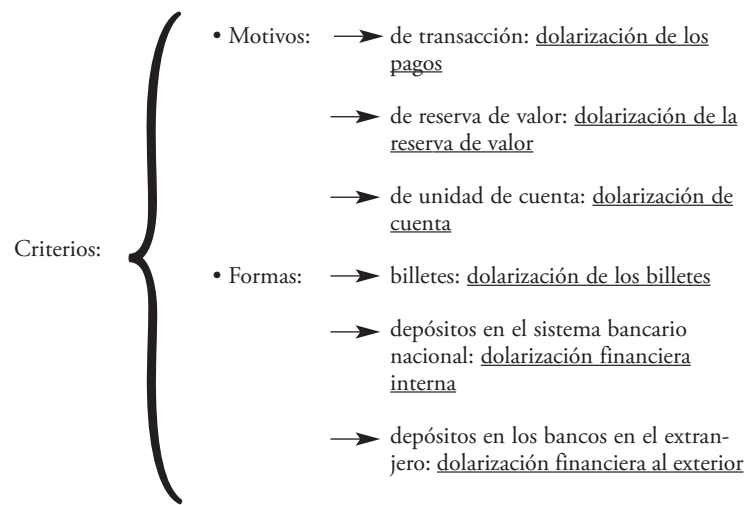 Criterios:
• Motivos:
de transacción: dolarización de los
pagos
de reserva de valor: dolarización de la
reserva de valor
de unidad de cuenta: dolarización de
cuenta
• Formas:
billetes: dolarización de los billetes
depósitos en el sistema bancario
nacional: dolarización financiera
interna
depósitos en los bancos en el extran-
jero: dolarización financiera al exterior